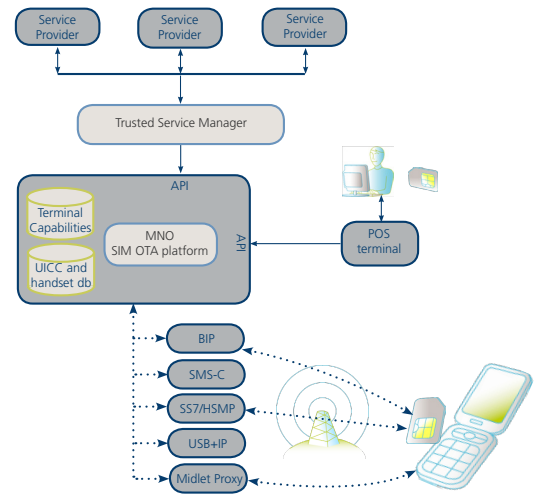 Service
Provider
Service
Provider
Service
Provider
Trusted Service Manager
API
Terminal
Capabilities
MNO
SIM OTA platform
API
UICC and
handset db
POS
terminal
BIP
SMS-C
SS7/HSMP
USB+IP
Midlet Proxy